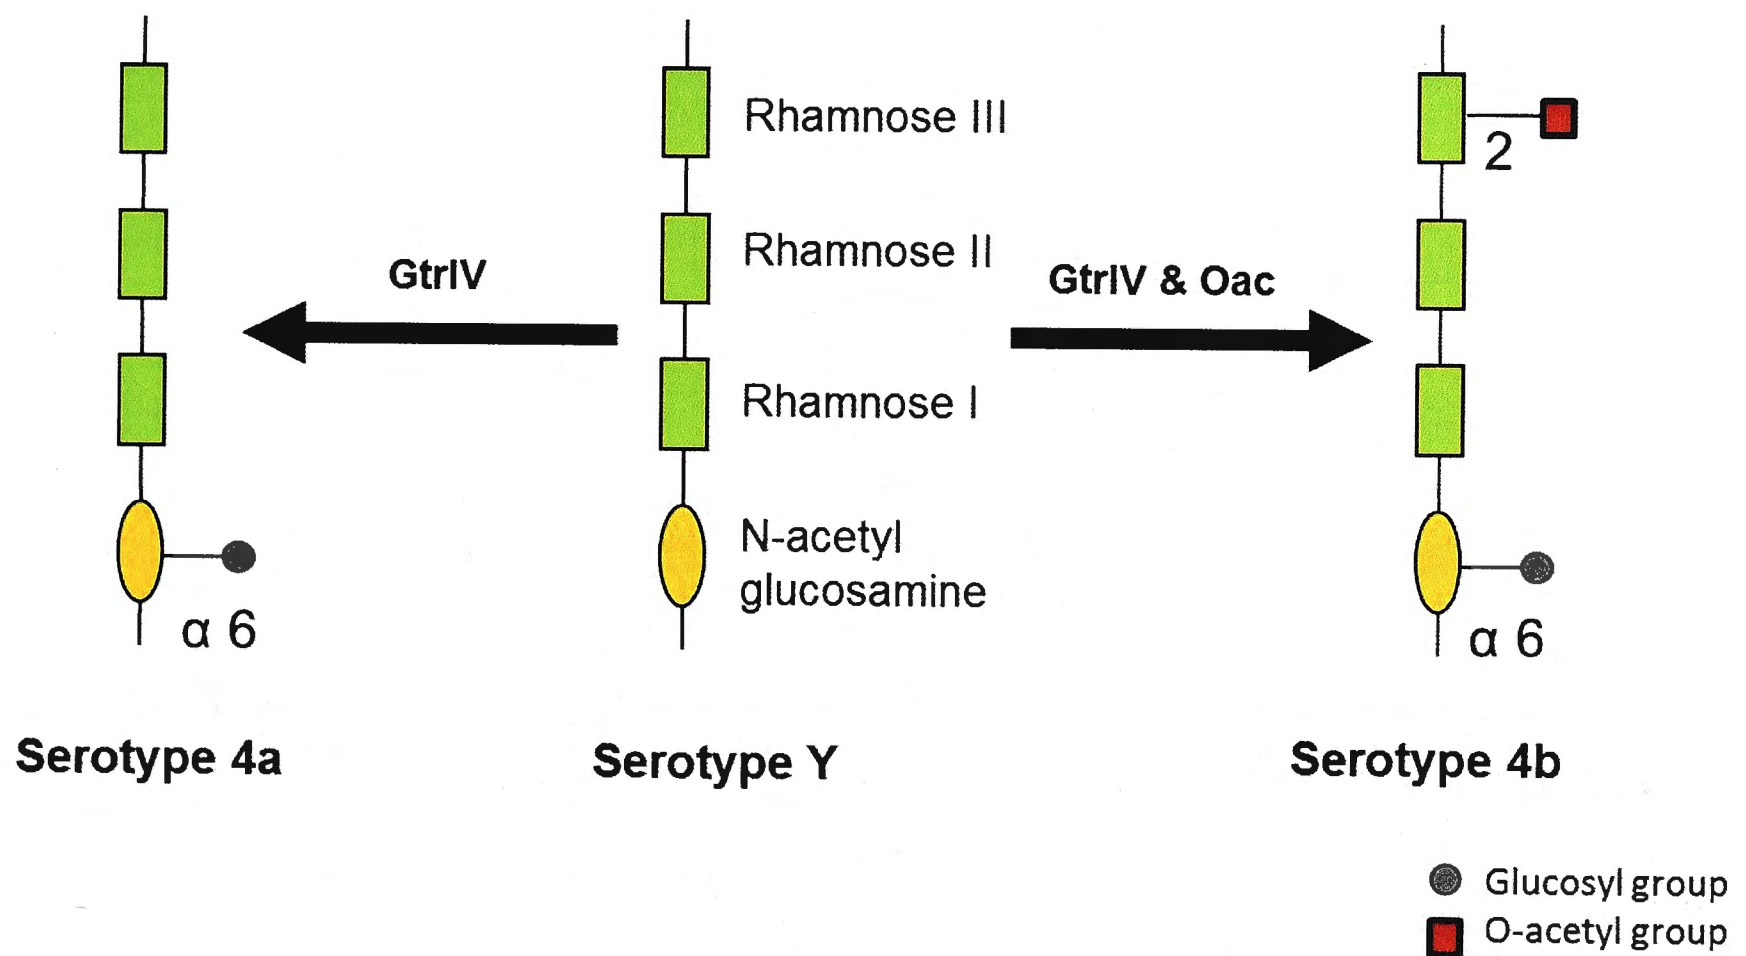 Rhamnose III
2
Rhamnose II
GtrIV
GtrIV & Oac
Rhamnose I
N-acetyl
glucosamine
α 6
α 6
Serotype 4a
Serotype Y
Serotype 4b
Glucosyl group
O-acetyl group